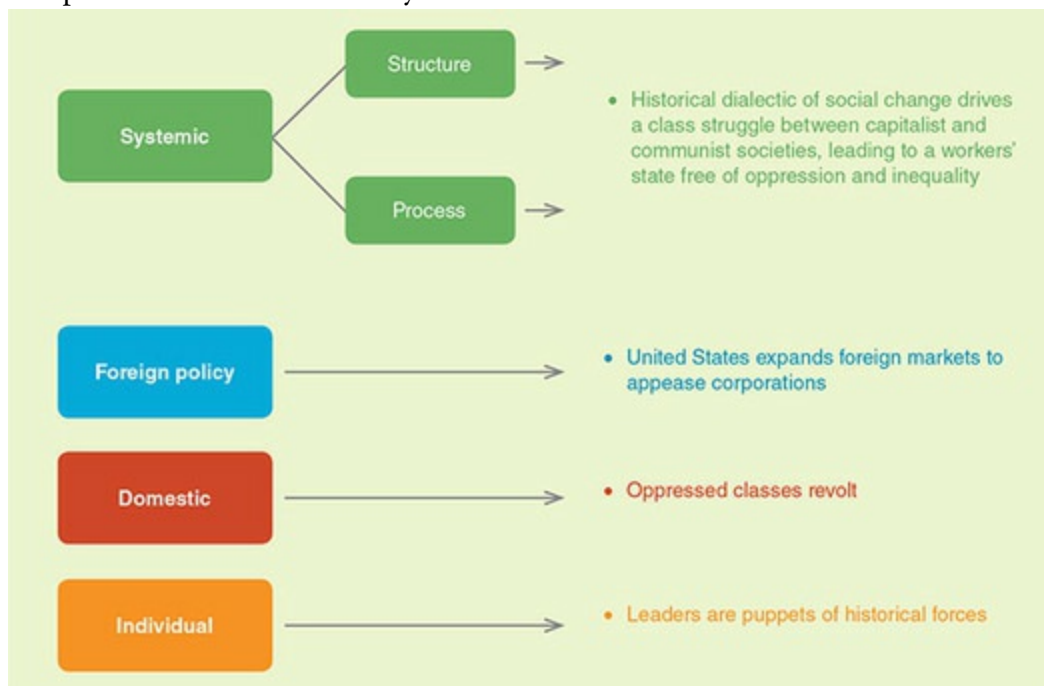 Structure
Systemic
Process
• Historical dialectic of social change drives
a class struggle between capitalist and
communist societies, leading to a workers’
state free of oppression and inequality
Foreign policy
• United States expands foreign markets to
appease corporations
Domestic
• Oppressed classes revolt
Individual
• Leaders are puppets of historical forces